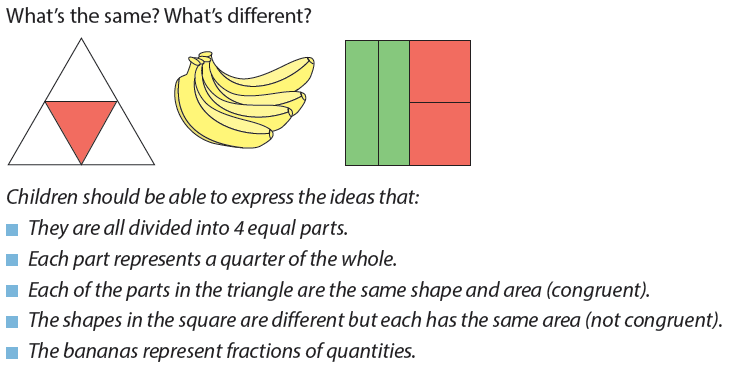 What's the same? What's different?
Children should be able to express the ideas that:
They are all divided into 4 equal parts.
Each part represents a quarter of the whole.
Each of the parts in the triangle are the same shape and area (congruent).
The shapes in the square are different but each has the same area (not congruent).
The bananas represent fractions of quantities.